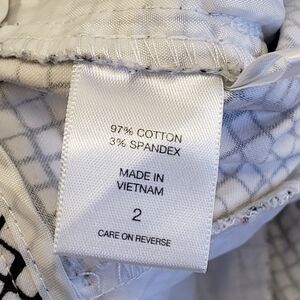 97% COTTON
3% SPANDEX
MADE IN
VIETNAM
2
CARE ON REVERSE